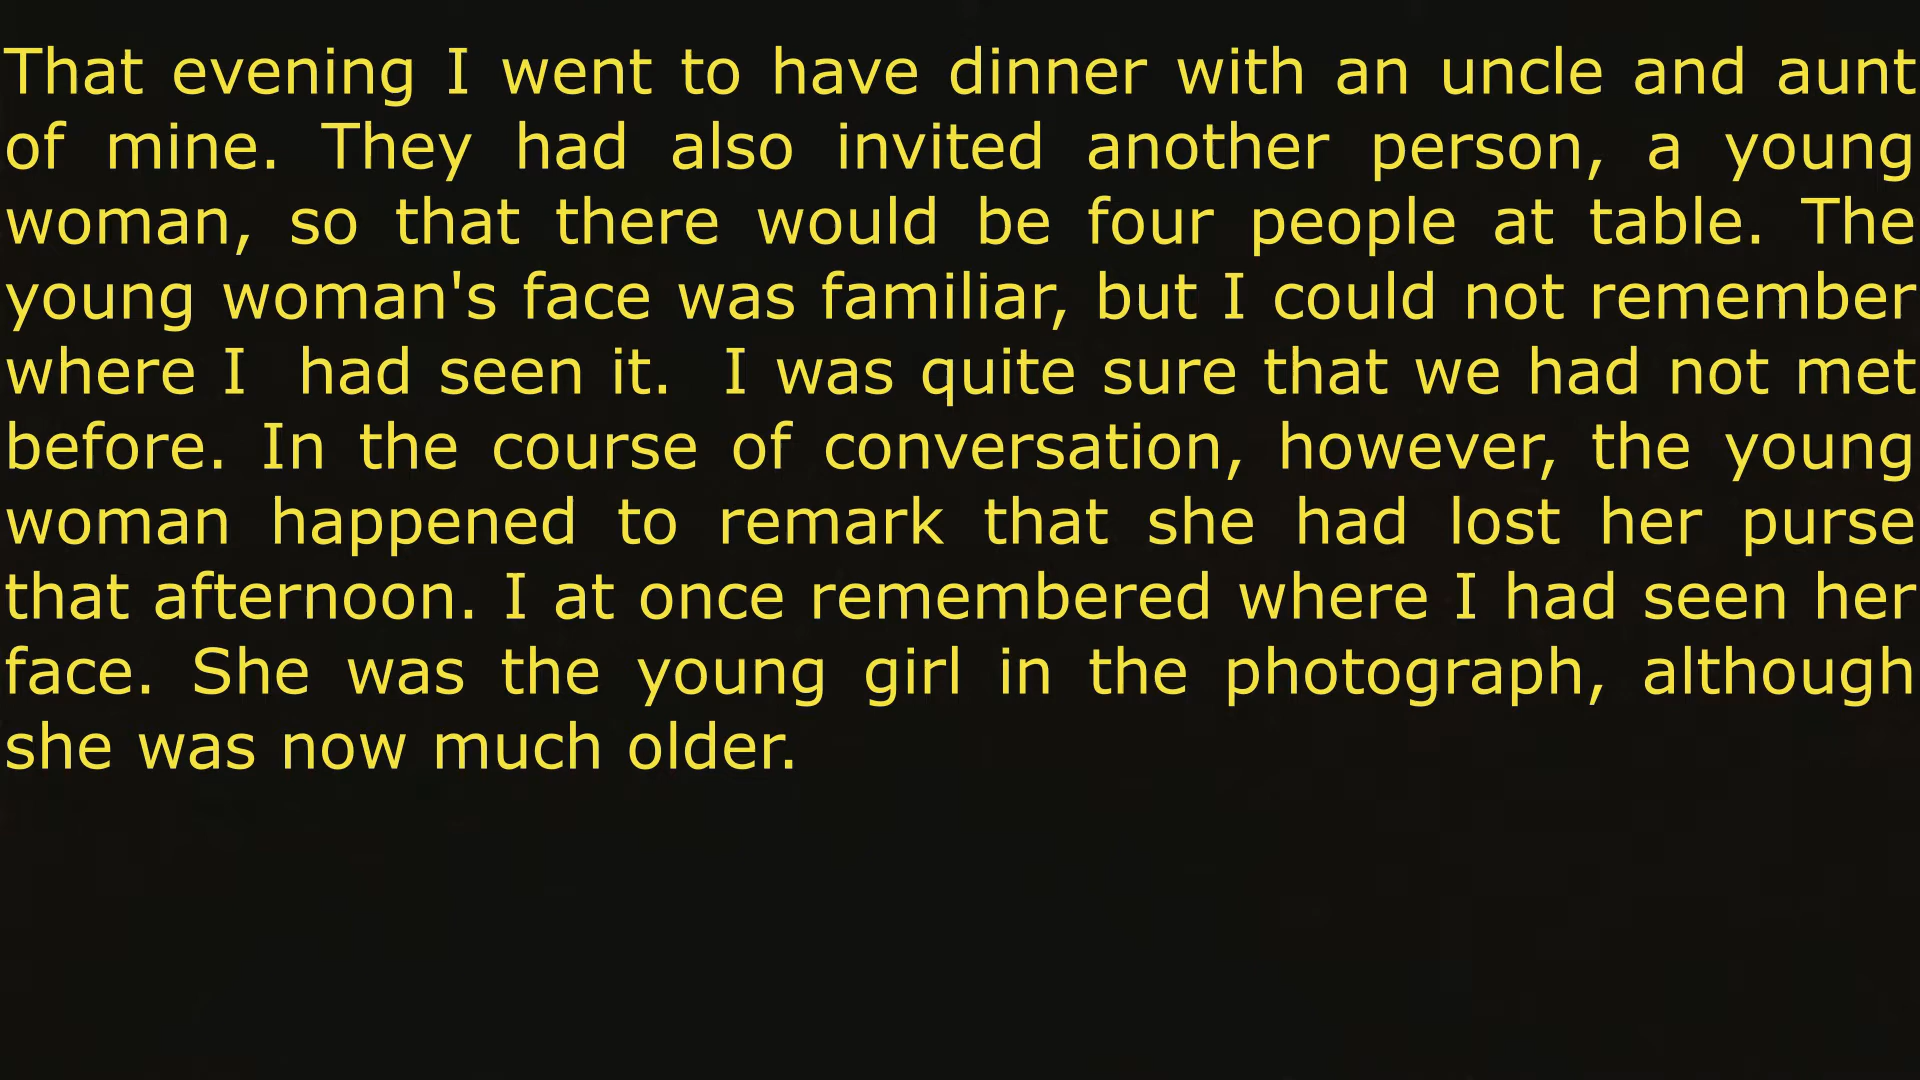 That evening I went to have dinner with an uncle and aunt
of mine. They had also invited another person, a young
woman, so that there would be four people at table. The
young woman's face was familiar, but I could not remember
where I  had seen it.  I was quite sure that we had not met
before. In the course of conversation, however, the young
woman happened to remark that she had lost her purse
that afternoon. I at once remembered where I had seen her
face. She was the young girl in the photograph, although
she was now much older.